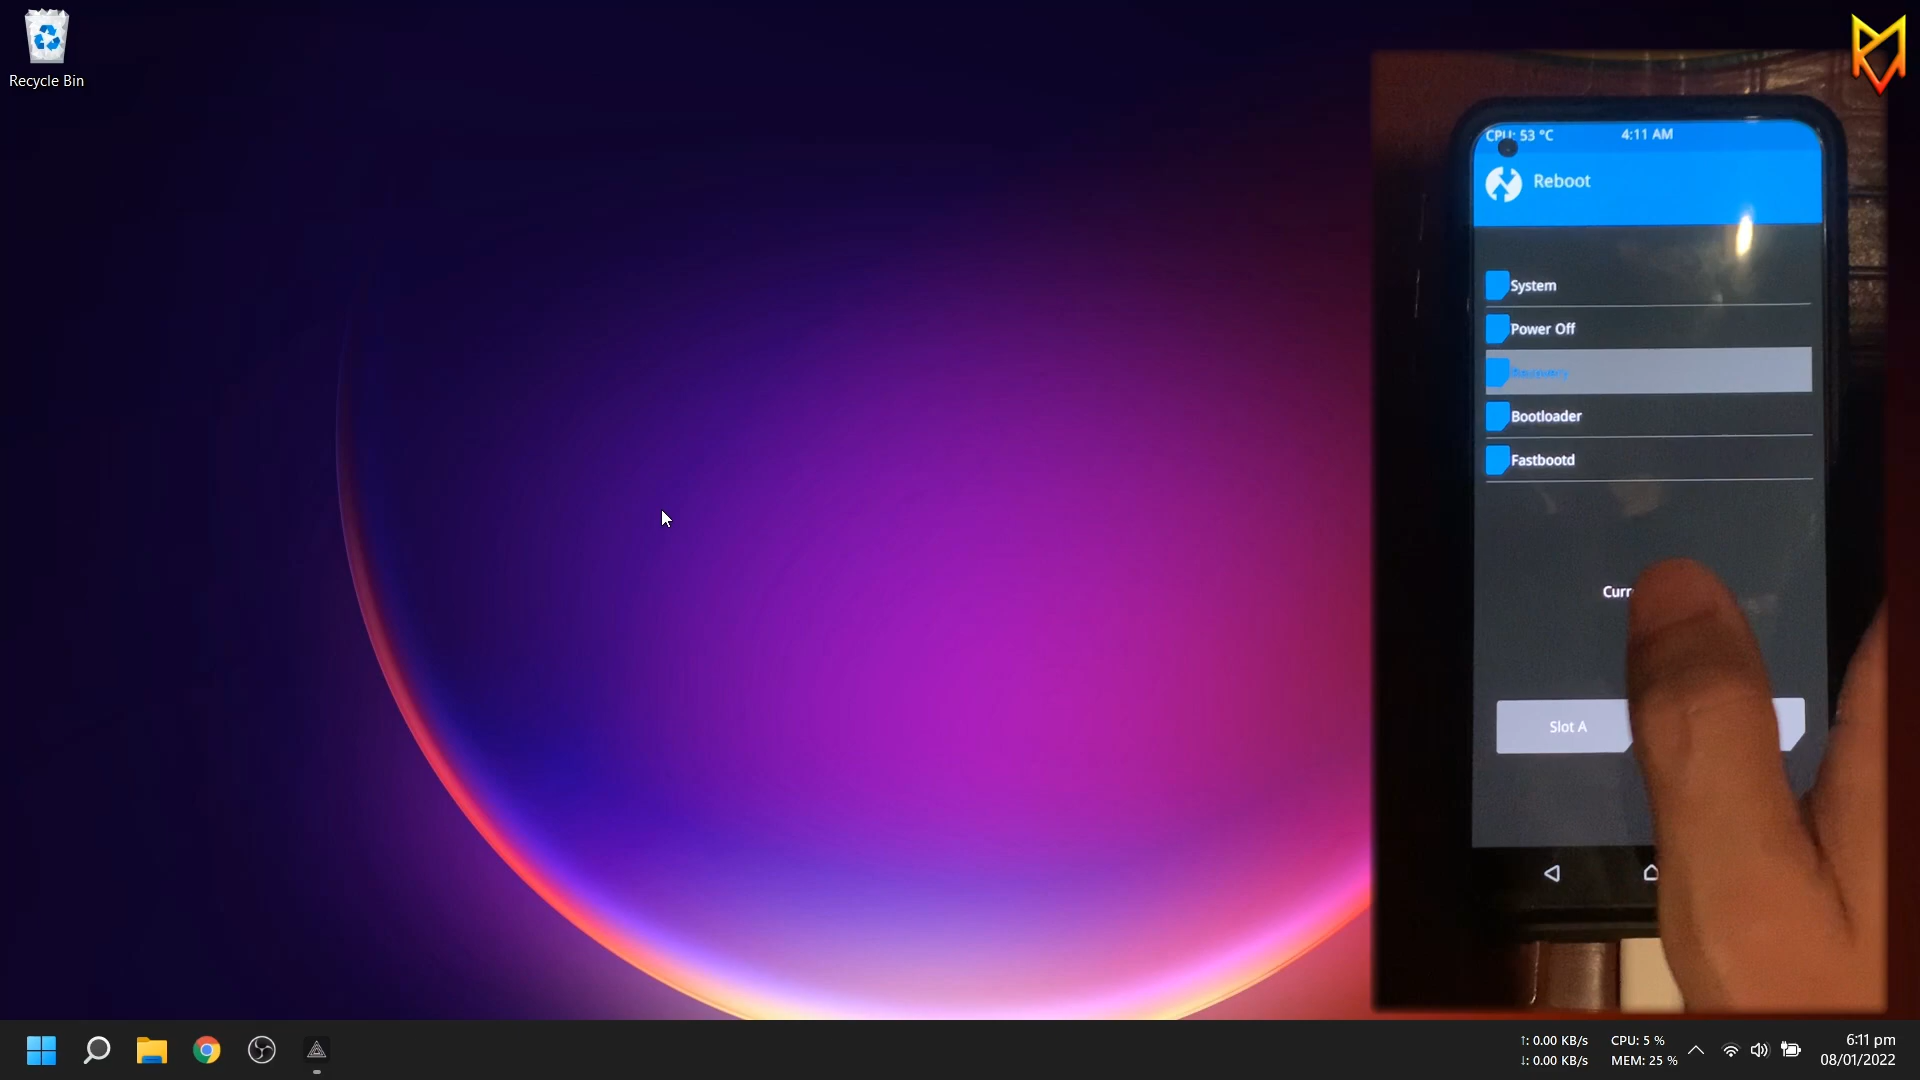 Recycle Bin
CPU: 53 °C
4:11 AM
Reboot
System
Power Off
Recovery
Bootloader
Fastbootd
Slot A
↑: 0.00 KB/s
↓: 0.00 KB/s
CPU: 5 %
MEM: 25 %
6:11 pm
08/01/2022